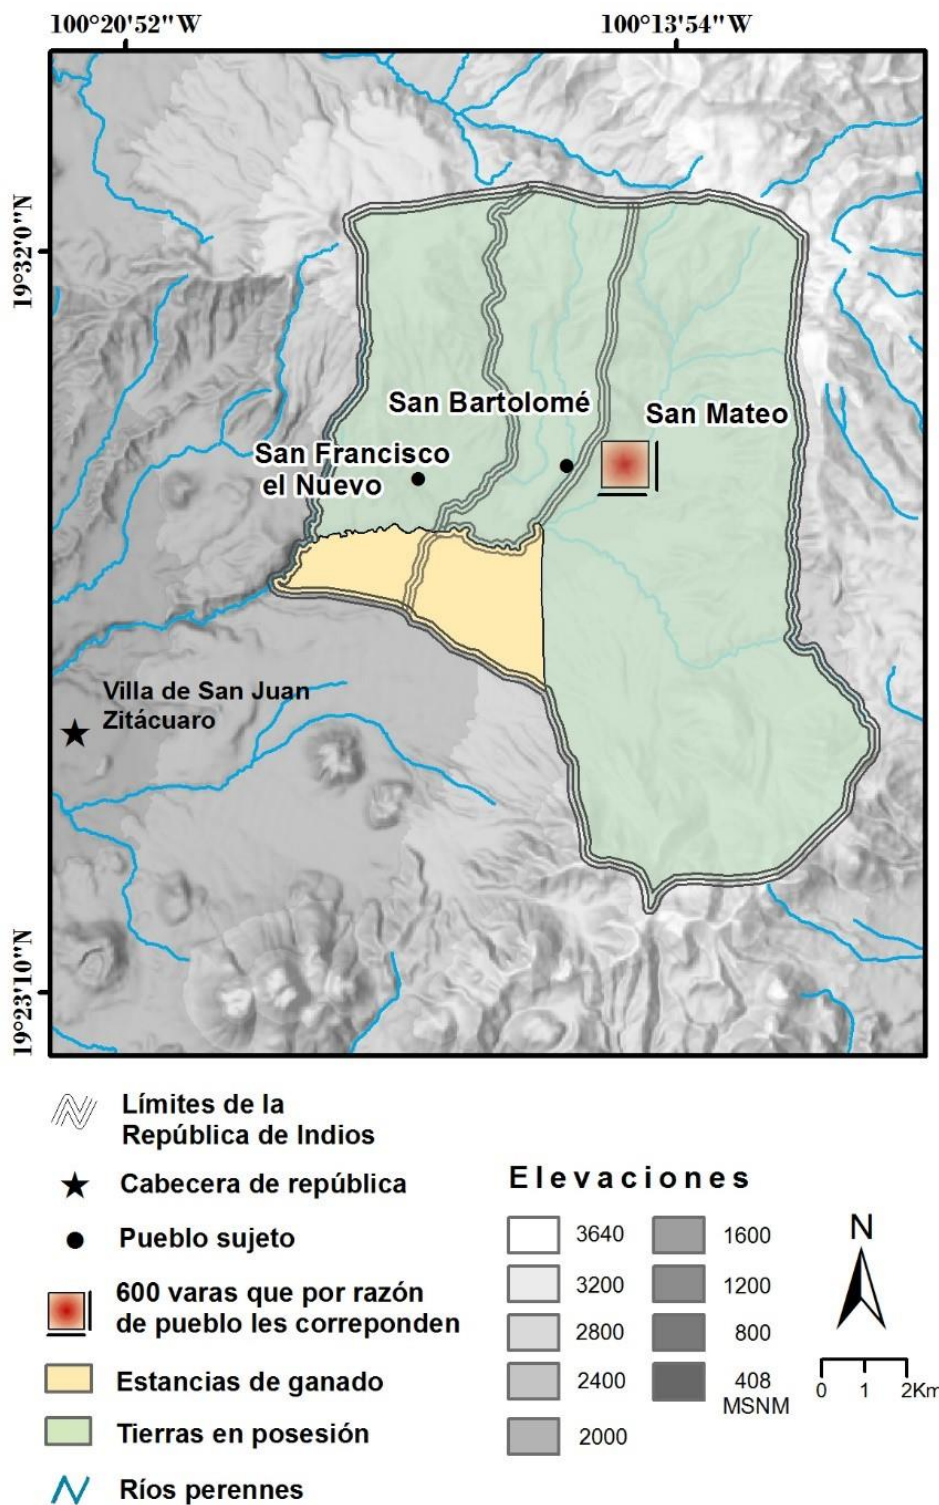 100°20'52"W
100°13'54"W
19°32'0"N
San Bartolomé
San Mateo
San Francisco
el Nuevo
Villa de San Juan
Zitácuaro
19°23'10"N
Límites de la
República de Indios
Cabecera de república
Pueblo sujeto
600 varas que por razón
de pueblo les correponden
Estancias de ganado
Tierras en posesión
Ríos perennes
Elevaciones
3640
3200
2800
2400
2000
1600
1200
800
408
MSNM
N
0 1 2Km